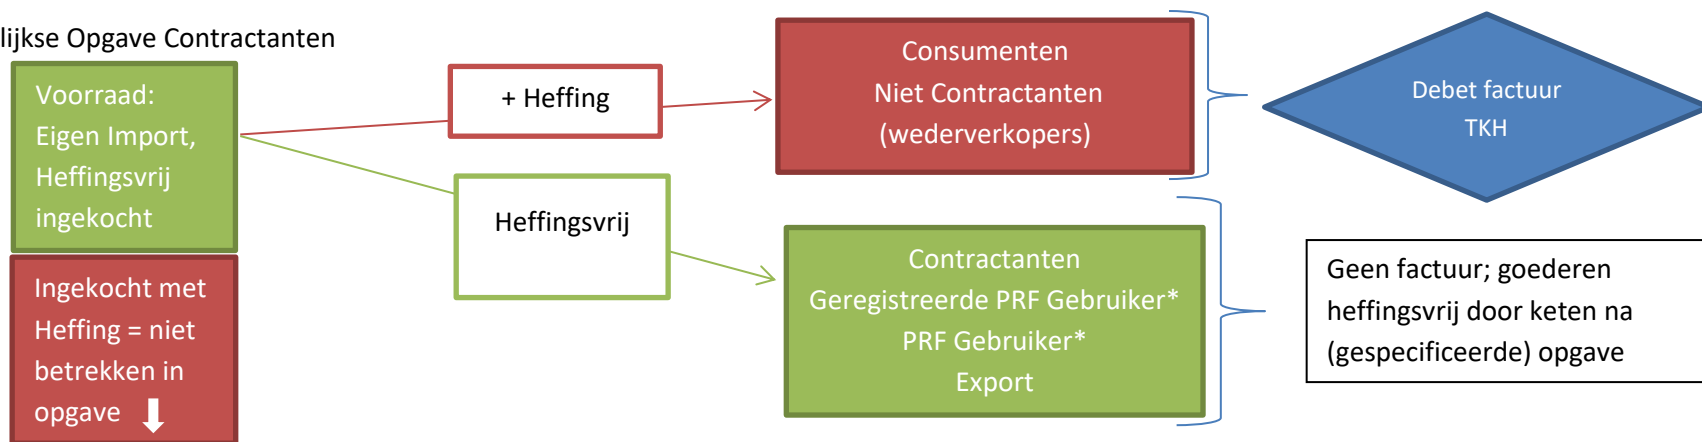 lijkse Opgave Contractanten
Voorraad:
Eigen Import,
Heffingsvrij
ingekocht
Ingekocht met
Heffing = niet
betrekken in
opgave
+ Heffing
Heffingsvrij
Consumenten
Niet Contractanten
(wederverkopers)
Contractanten
Geregistreerde PRF Gebruiker*
PRF Gebruiker*
Export
Debet factuur
TKH
Geen factuur; goederen
heffingsvrij door keten na
(gespecificeerde) opgave